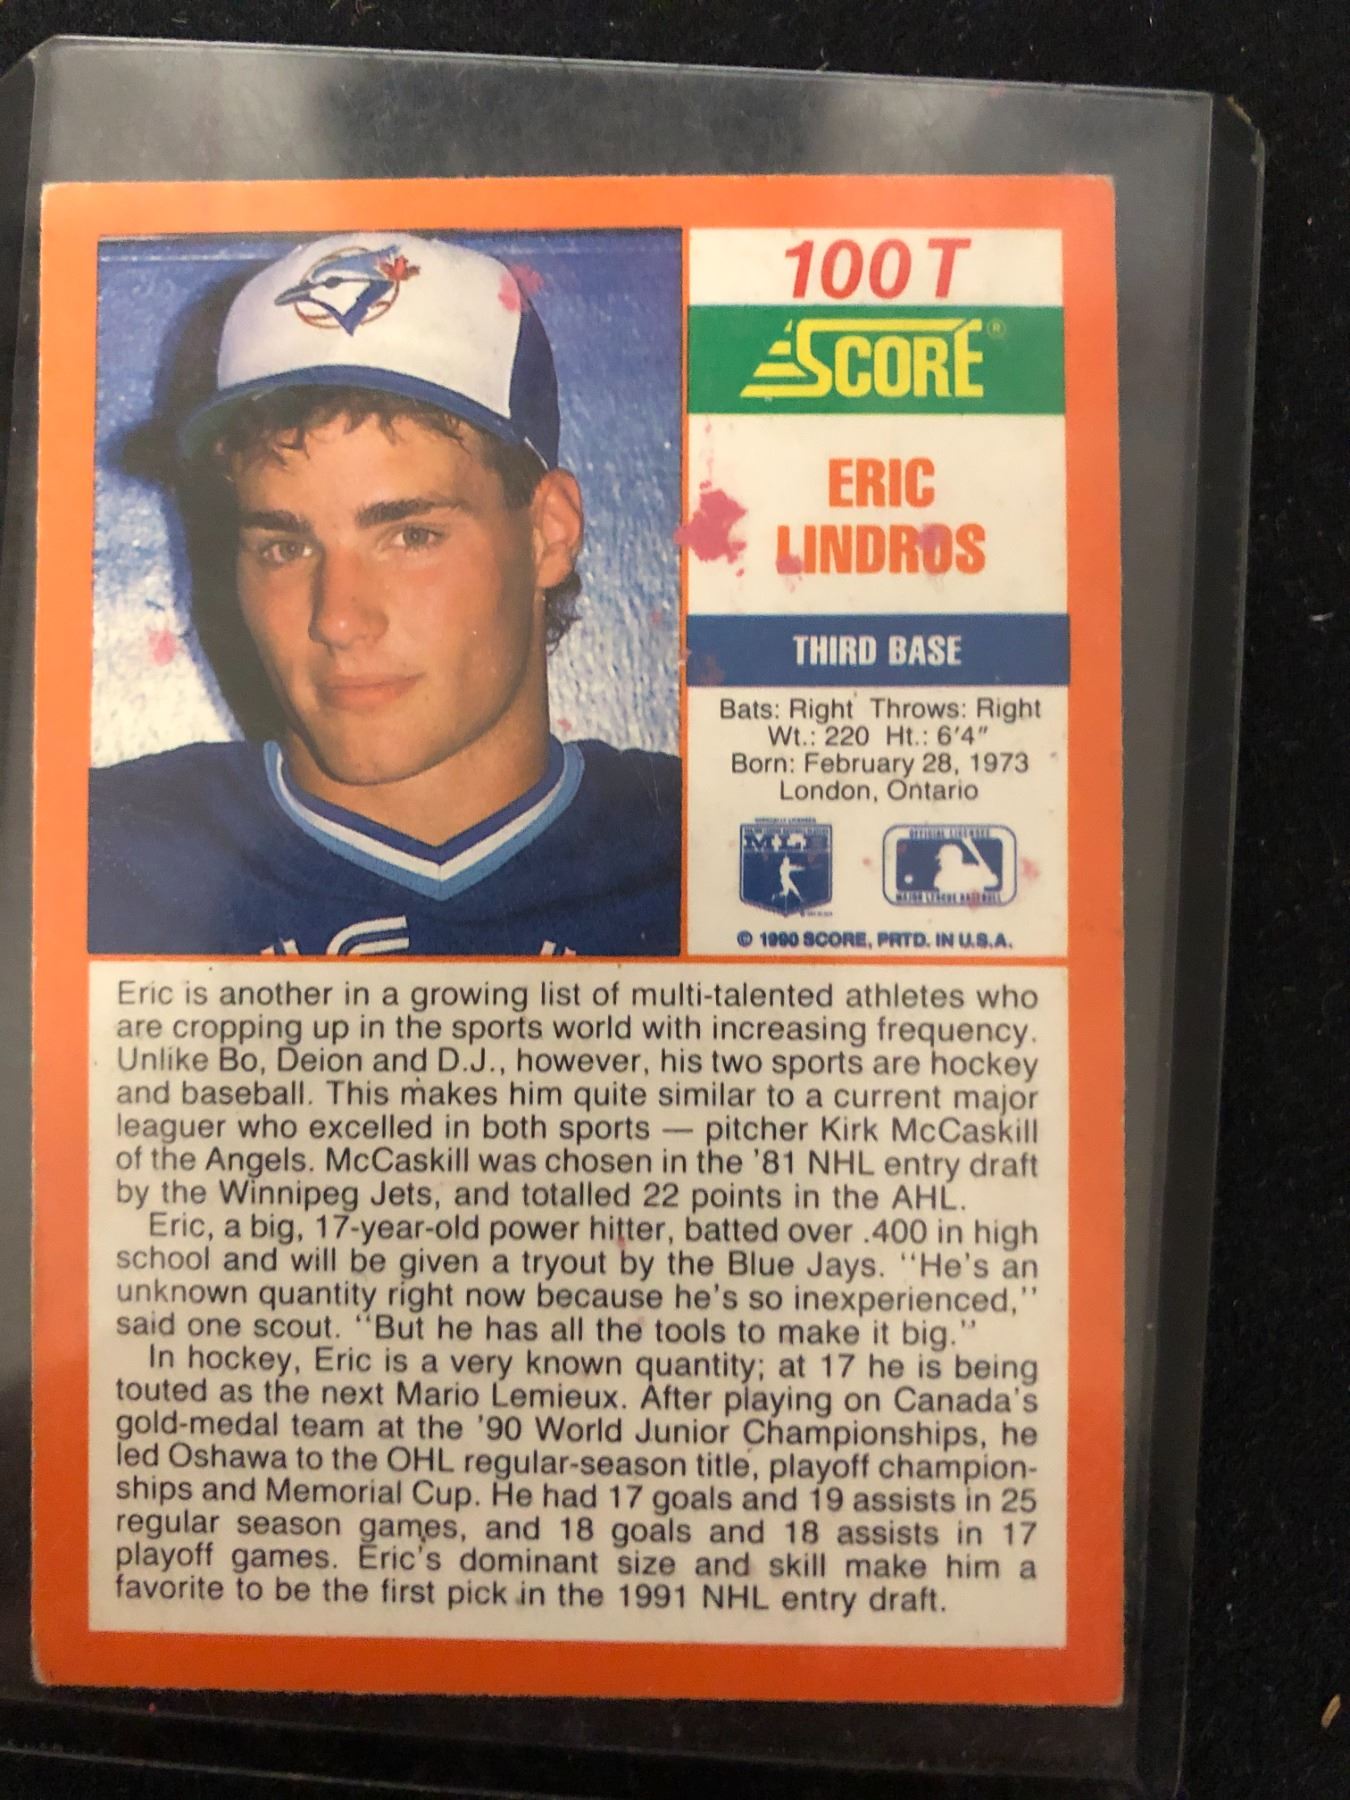 100T
SCORE®
ERIC
LINDROS
THIRD BASE
Bats: Right Throws: Right
Wt.: 220 Ht.: 6'4"
Born: February 28, 1973
London, Ontario
OFFICIALLY LICENSED
MLB
OFFICIAL LICENSEE
MAJOR LEAGUE BASEBALL
© 1990 SCORE, PRTD. IN U.S.A.
Eric is another in a growing list of multi-talented athletes who
are cropping up in the sports world with increasing frequency.
Unlike Bo, Deion and D.J., however, his two sports are hockey
and baseball. This makes him quite similar to a current major
leaguer who excelled in both sports — pitcher Kirk McCaskill
of the Angels. McCaskill was chosen in the '81 NHL entry draft
by the Winnipeg Jets, and totalled 22 points in the AHL.
Eric, a big, 17-year-old power hitter, batted over .400 in high
school and will be given a tryout by the Blue Jays. "He's an
unknown quantity right now because he's so inexperienced,"
said one scout. "But he has all the tools to make it big."
In hockey, Eric is a very known quantity; at 17 he is being
touted as the next Mario Lemieux. After playing on Canada's
gold-medal team at the '90 World Junior Championships, he
led Oshawa to the OHL regular-season title, playoff champion-
ships and Memorial Cup. He had 17 goals and 19 assists in 25
regular season games, and 18 goals and 18 assists in 17
playoff games. Eric's dominant size and skill make him a
favorite to be the first pick in the 1991 NHL entry draft.